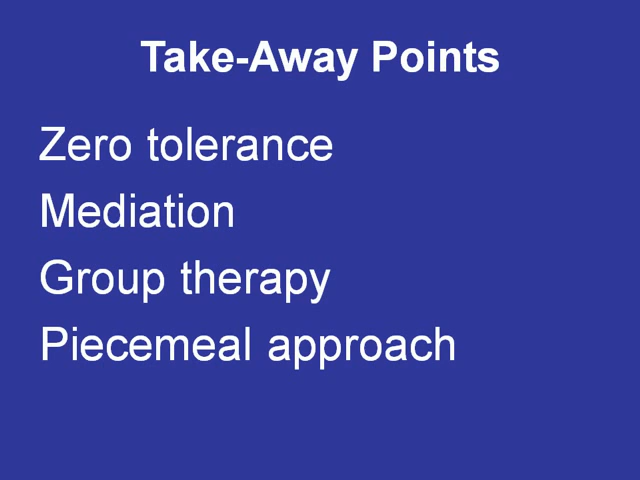 Take-Away Points
Zero tolerance
Mediation
Group therapy
Piecemeal approach